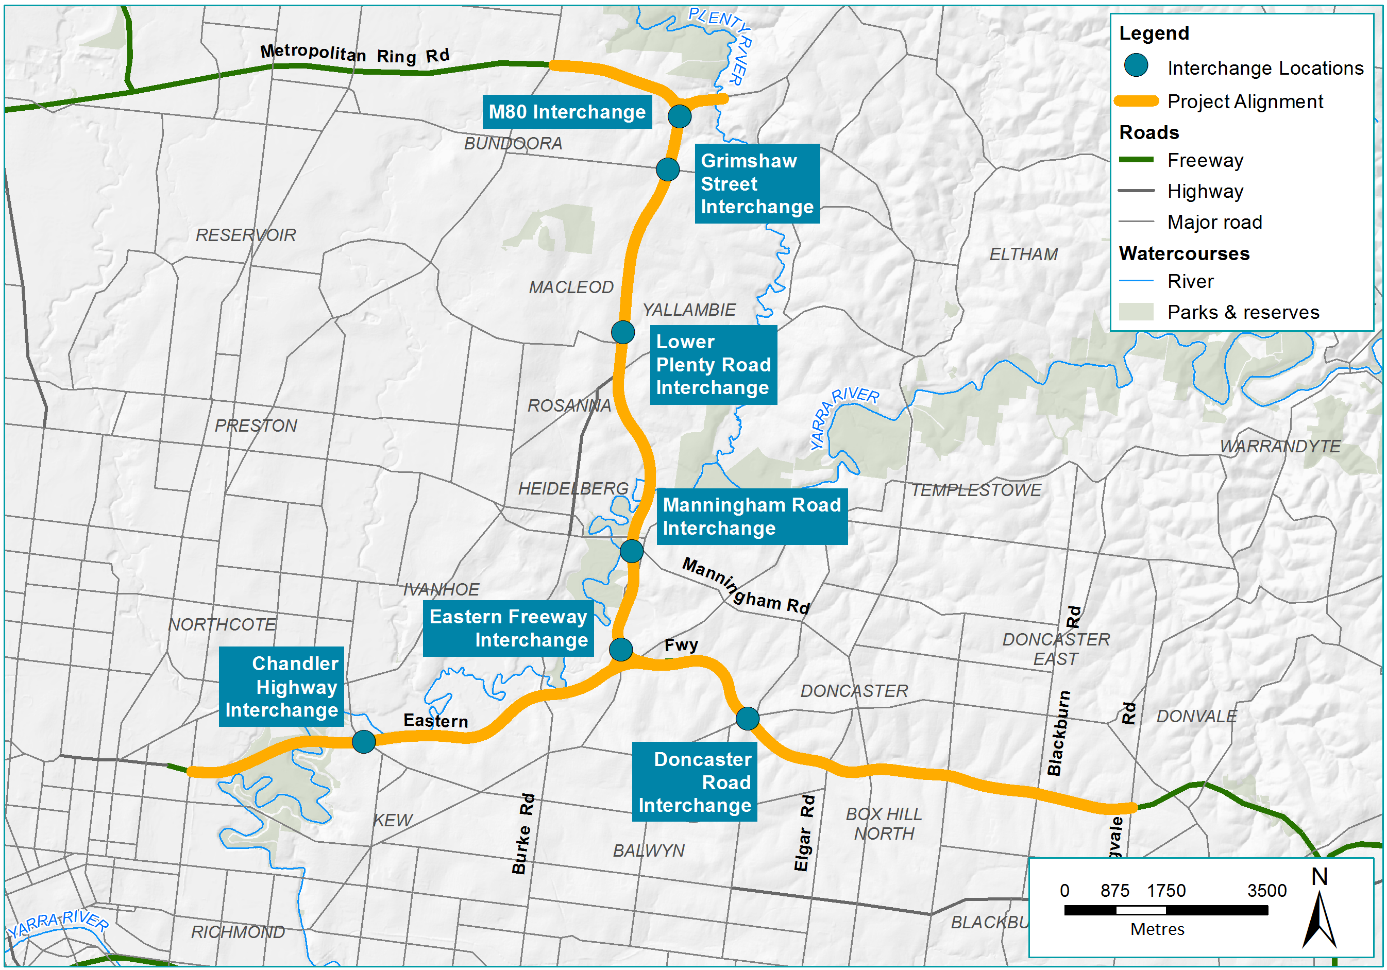 PLENTY RIVER
Metropolitan Ring Rd
M80 Interchange
BUNDOORA
Grimshaw
Street
Interchange
RESERVOIR
ELTHAM
MACLEOD
YALLAMBIE
Lower
Plenty Road
Interchange
ROSANNA
YARRA RIVER
PRESTON
WARRANDYTE
HEIDELBERG
TEMPLESTOWE
Manningham Road
Interchange
Manningham Rd
IVANHOE
Eastern Freeway
Interchange
NORTHCOTE
Fwy
DONCASTER
EAST
Chandler
Highway
Interchange
DONCASTER
Eastern
Blackburn Rd
Rd
DONVALE
Doncaster
Road
Interchange
KEW
Burke Rd
BALWYN
Elgar Rd
BOX HILL
NORTH
gvale
YARRA RIVER
RICHMOND
BLACKBU
Legend
Interchange Locations
Project Alignment
Roads
Freeway
Highway
Major road
Watercourses
River
Parks & reserves
0 875 1750 3500
Metres
N